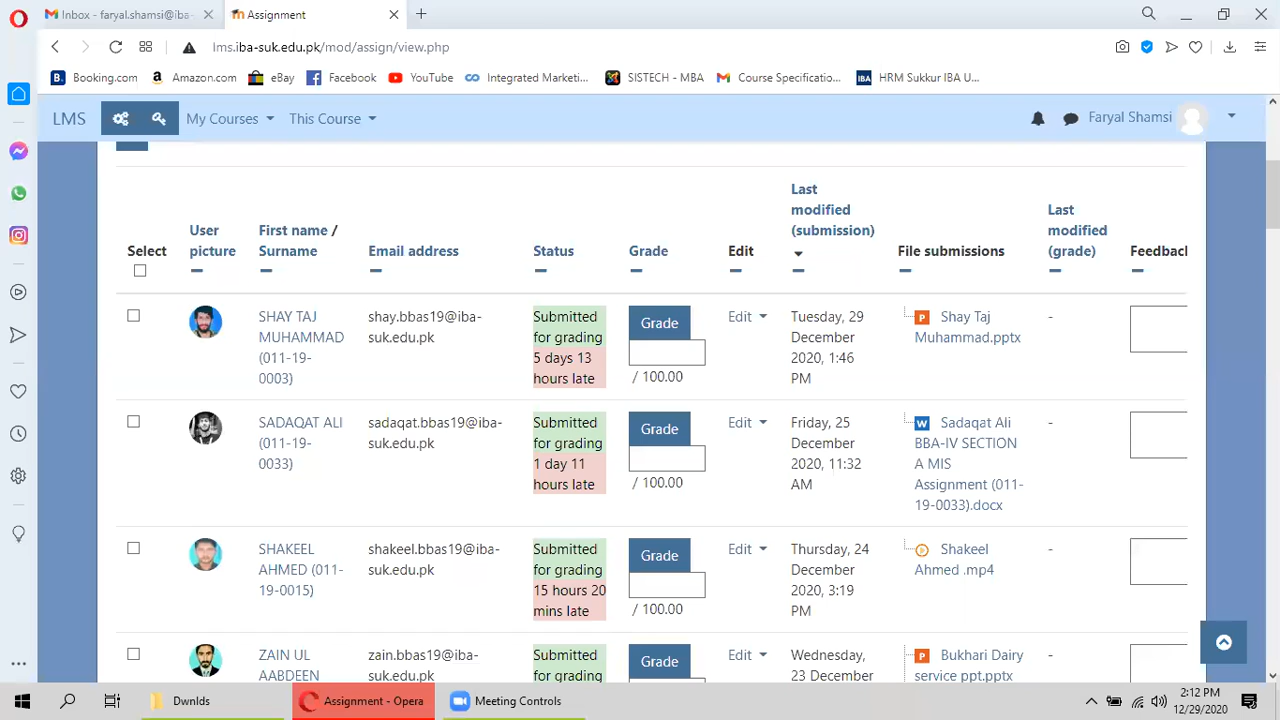 Inbox - faryal.shamsi@iba-
Assignment
lms.iba-suk.edu.pk/mod/assign/view.php
Booking.com
Amazon.com
eBay
Facebook
YouTube
Integrated Marketi...
SISTECH - MBA
Course Specificatio...
HRM Sukkur IBA U...
LMS
My Courses
This Course
Faryal Shamsi
Select
User
picture
First name /
Surname
Email address
Status
Grade
Edit
Last
modified
(submission)
File submissions
Last
modified
(grade)
Feedback
SHAY TAJ
MUHAMMAD
(011-19-
0003)
shay.bbas19@iba-
suk.edu.pk
Submitted
for grading
5 days 13
hours late
Grade
/ 100.00
Edit
Tuesday, 29
December
2020, 1:46
PM
Shay Taj
Muhammad.pptx
-
SADAQAT ALI
(011-19-
0033)
sadaqat.bbas19@iba-
suk.edu.pk
Submitted
for grading
1 day 11
hours late
Grade
/ 100.00
Edit
Friday, 25
December
2020, 11:32
AM
Sadaqat Ali
BBA-IV SECTION
A MIS
Assignment (011-
19-0033).docx
-
SHAKEEL
AHMED (011-
19-0015)
shakeel.bbas19@iba-
suk.edu.pk
Submitted
for grading
15 hours 20
mins late
Grade
/ 100.00
Edit
Thursday, 24
December
2020, 3:19
PM
Shakeel
Ahmed .mp4
-
ZAIN UL
AABDEEN
zain.bbas19@iba-
suk.edu.pk
Submitted
for grading
Grade
Edit
Wednesday,
23 December
Bukhari Dairy
service ppt.pptx
-
Dwnlds
Assignment - Opera
Meeting Controls
2:12 PM
12/29/2020